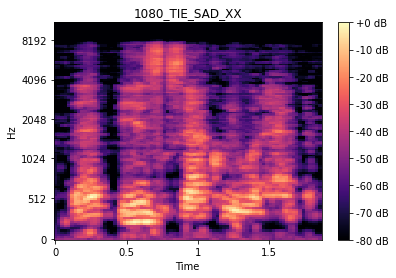 1080_TIE_SAD_XX
8192
4096
2048
1024
512
0
Hz
0
0.5
1
1.5
Time
+0 dB
-10 dB
-20 dB
-30 dB
-40 dB
-50 dB
-60 dB
-70 dB
-80 dB